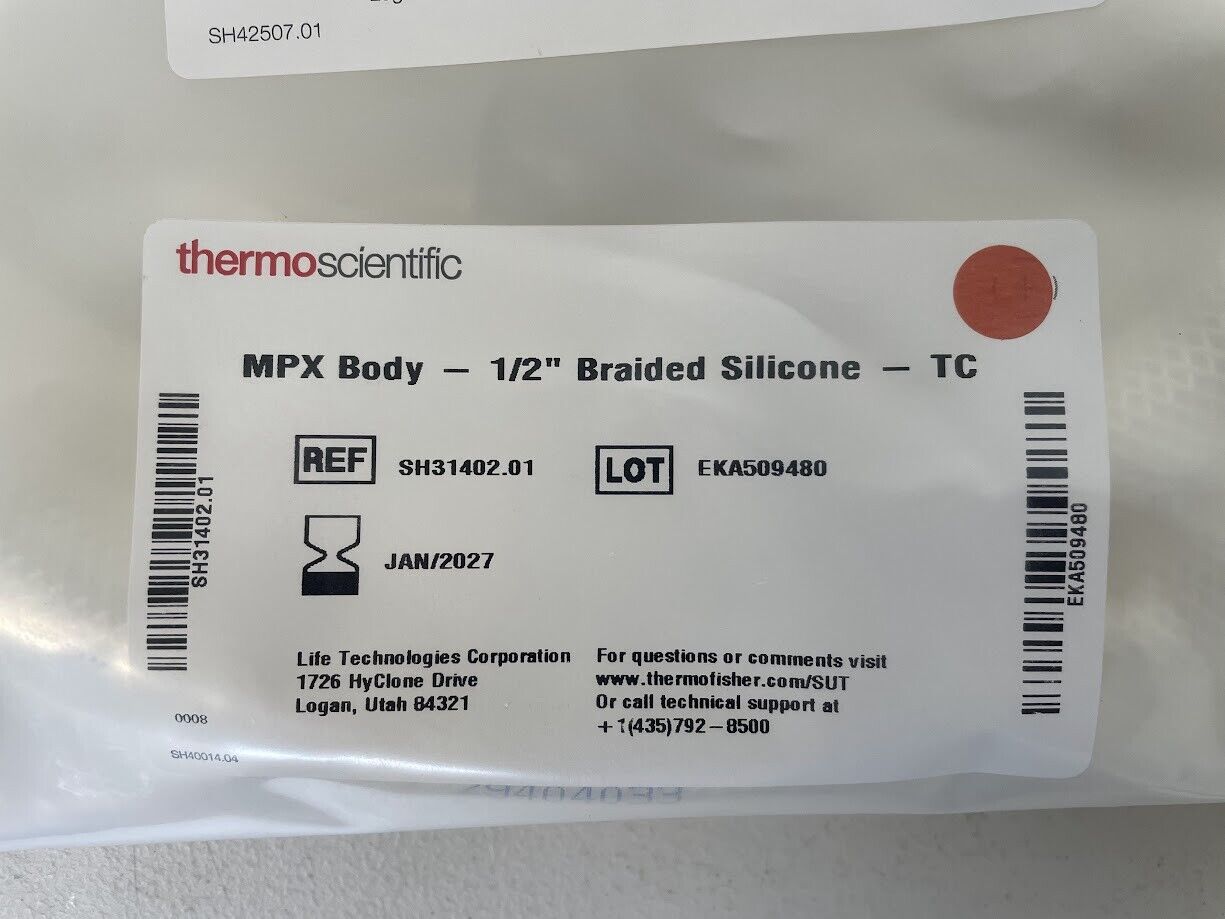 SH42507.01
thermoscientific
MPX Body – 1/2" Braided Silicone – TC
REF SH31402.01 LOT EKA509480
SH31402.01
EKA509480
JAN/2027
Life Technologies Corporation
1726 HyClone Drive
Logan, Utah 84321
For questions or comments visit
www.thermofisher.com/SUT
Or call technical support at
+1(435)792–8500
0008
SH40014.04